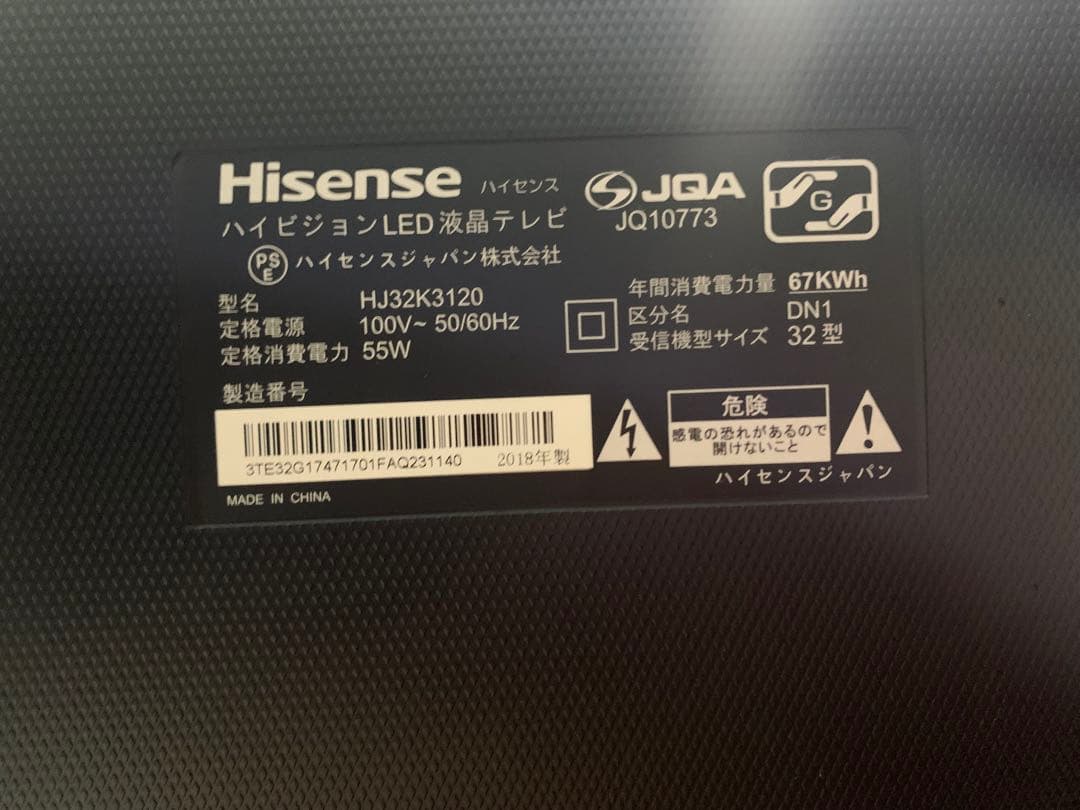 Hisense ハイセンス
JQA
JQ10773
G
ハイビジョンLED液晶テレビ
PSE ハイセンスジャパン株式会社
型名 HJ32K3120
定格電源 100V~ 50/60Hz
定格消費電力 55W
年間消費電力量 67KWh
区分名 DN1
受信機型サイズ 32型
製造番号
3TE32G17471701FAQ231140 2018年製
MADE IN CHINA
危険
感電の恐れがあるので
開けないこと
ハイセンスジャパン